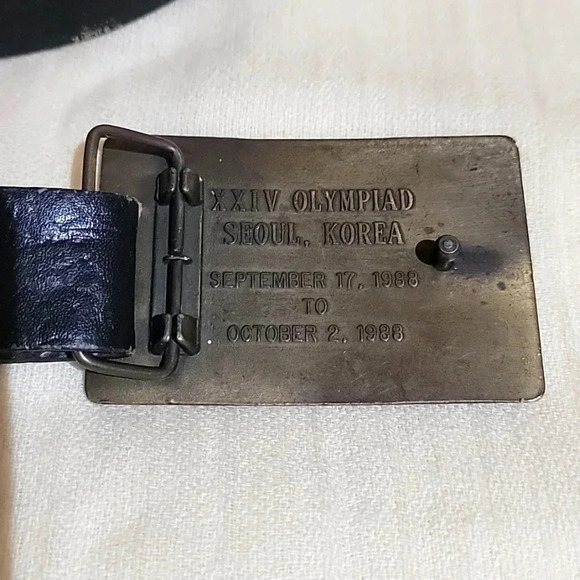 XXIV OLYMPIAD
SEOUL, KOREA
SEPTEMBER 17, 1988
TO
OCTOBER 2, 1988